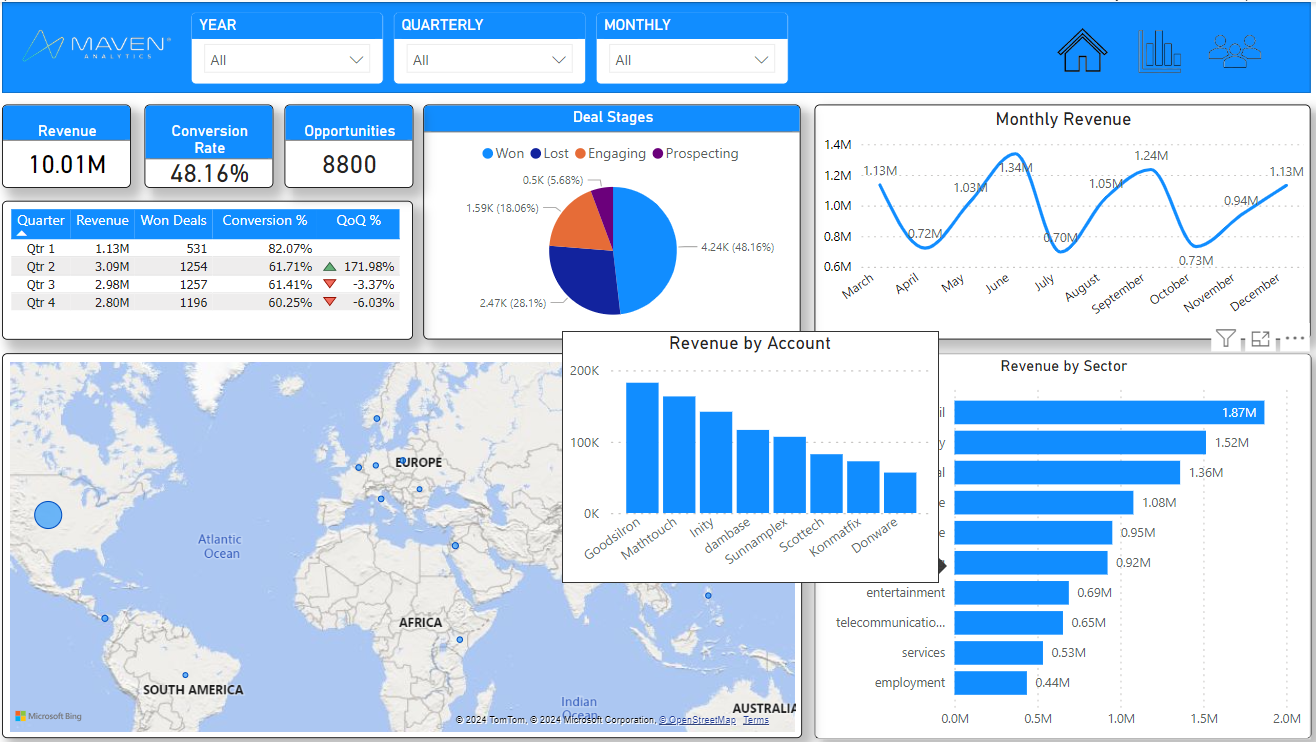 MAVEN
ANALYTICS
YEAR
All
QUARTERLY
All
MONTHLY
All
Revenue
10.01M
Conversion
Rate
48.16%
Opportunities
8800
Quarter Revenue Won Deals Conversion % QoQ %
Qtr 1 1.13M 531 82.07%
Qtr 2 3.09M 1254 61.71% 171.98%
Qtr 3 2.98M 1257 61.41% -3.37%
Qtr 4 2.80M 1196 60.25% -6.03%
Deal Stages
Won Lost Engaging Prospecting
0.5K (5.68%)
1.59K (18.06%)
4.24K (48.16%)
2.47K (28.1%)
Monthly Revenue
1.4M
1.2M
1.0M
0.8M
0.6M
1.13M
0.72M
1.03M
1.34M
0.70M
1.05M
1.24M
0.73M
0.94M
1.13M
March
April
May
June
July
August
September
October
November
December
EUROPE
Atlantic
Ocean
AFRICA
SOUTH AMERICA
Indian
Ocean
AUSTRALIA
Microsoft Bing
© 2024 TomTom, © 2024 Microsoft Corporation, © OpenStreetMap Terms
Revenue by Account
200K
100K
0K
Goodsilron
Mathtouch
Inity
dambase
Sunnamplex
Scottech
Konmatfix
Donware
Revenue by Sector
1.87M
1.52M
1.36M
1.08M
0.95M
0.92M
entertainment 0.69M
telecommunicatio... 0.65M
services 0.53M
employment 0.44M
0.0M 0.5M 1.0M 1.5M 2.0M